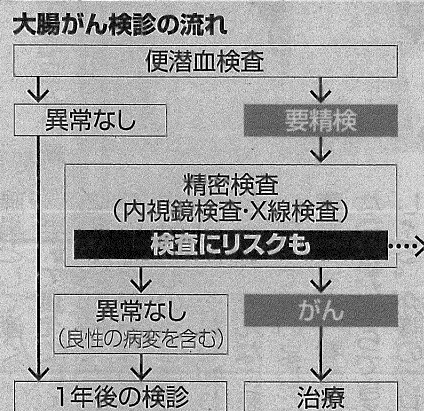 大腸がん検診の流れ
便潜血検査
異常なし
要精検
精密検査
(内視鏡検査・X線検査)
検査にリスクも
異常なし
(良性の病変を含む)
がん
1年後の検診
治療